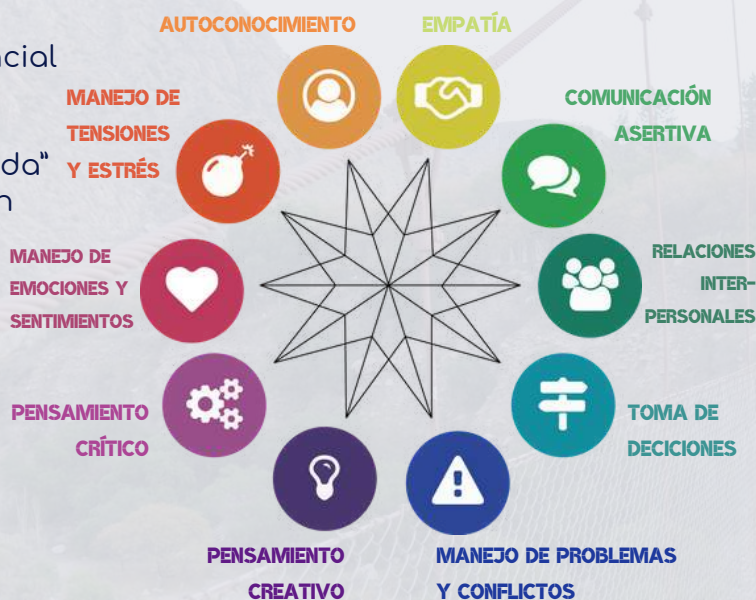 AUTOCONOCIMIENTO
EMPATÍA
MANEJO DE
TENSIONES
Y ESTRÉS
COMUNICACIÓN
ASERTIVA
MANEJO DE
EMOCIONES Y
SENTIMIENTOS
RELACIONES
INTER-
PERSONALES
PENSAMIENTO
CRÍTICO
TOMA DE
DECICIONES
PENSAMIENTO
CREATIVO
MANEJO DE PROBLEMAS
Y CONFLICTOS